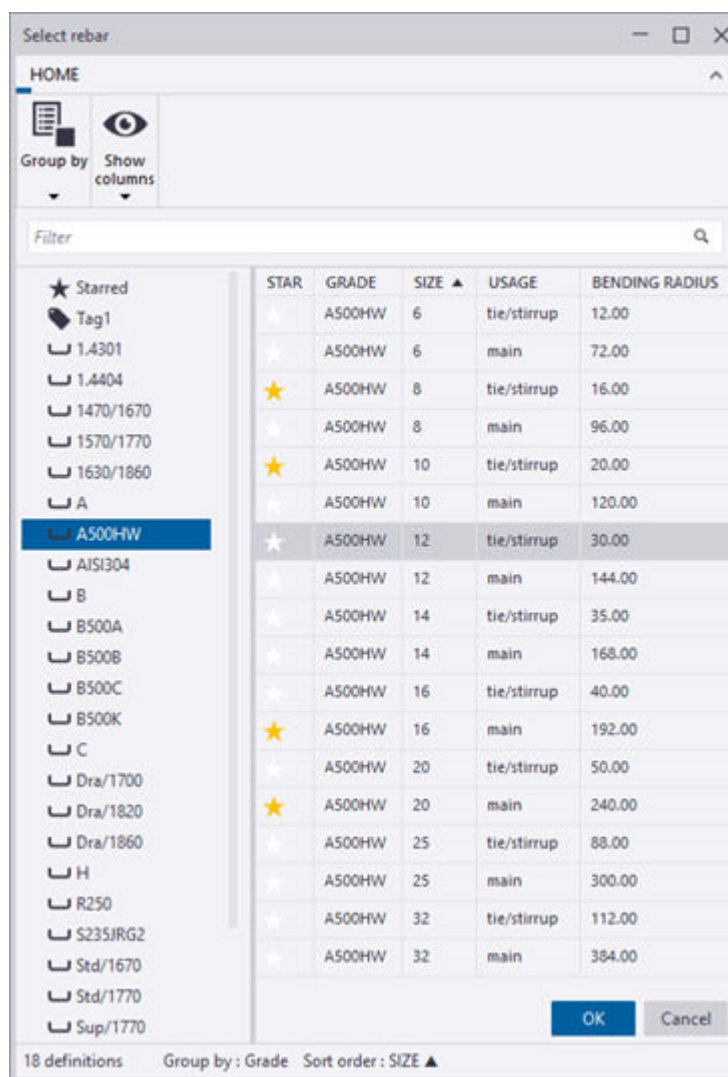 Select rebar
HOME
Group by
Show columns
Filter
Starred
Tag1
1.4301
1.4404
1470/1670
1570/1770
1630/1860
A
A500HW
AISI304
B
B500A
B500B
B500C
B500K
C
Dra/1700
Dra/1820
Dra/1860
H
R250
S235JRG2
Std/1670
Std/1770
Sup/1770
STAR GRADE SIZE ▲ USAGE BENDING RADIUS
A500HW 6 tie/stirrup 12.00
A500HW 6 main 72.00
A500HW 8 tie/stirrup 16.00
A500HW 8 main 96.00
A500HW 10 tie/stirrup 20.00
A500HW 10 main 120.00
A500HW 12 tie/stirrup 30.00
A500HW 12 main 144.00
A500HW 14 tie/stirrup 35.00
A500HW 14 main 168.00
A500HW 16 tie/stirrup 40.00
A500HW 16 main 192.00
A500HW 20 tie/stirrup 50.00
A500HW 20 main 240.00
A500HW 25 tie/stirrup 88.00
A500HW 25 main 300.00
A500HW 32 tie/stirrup 112.00
A500HW 32 main 384.00
OK Cancel
18 definitions Group by : Grade Sort order : SIZE ▲